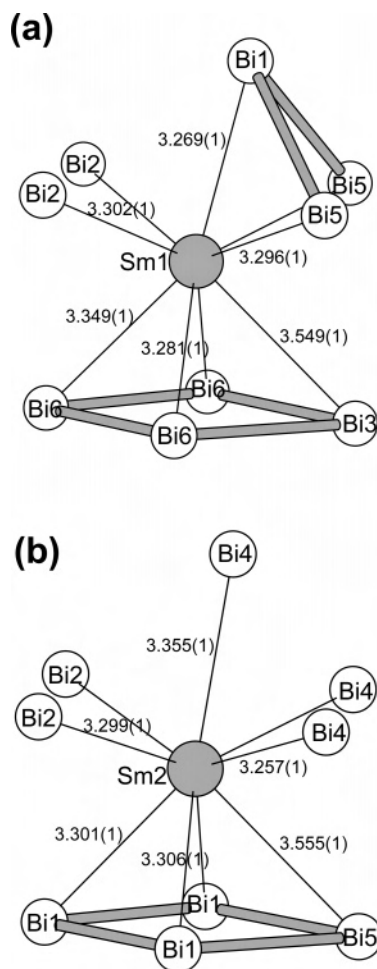 (a)
Bi1
3.269(1)
Bi2
Bi2
Bi5
3.302(1)
Bi5
Sm1
3.296(1)
3.349(1)
3.549(1)
3.281(1)
Bi6
Bi6
Bi3
Bi6
(b)
Bi4
3.355(1)
Bi2
Bi4
Bi2
3.299(1)
Bi4
Sm2
3.257(1)
3.301(1)
3.555(1)
3.306(1)
Bi1
Bi1
Bi5
Bi1